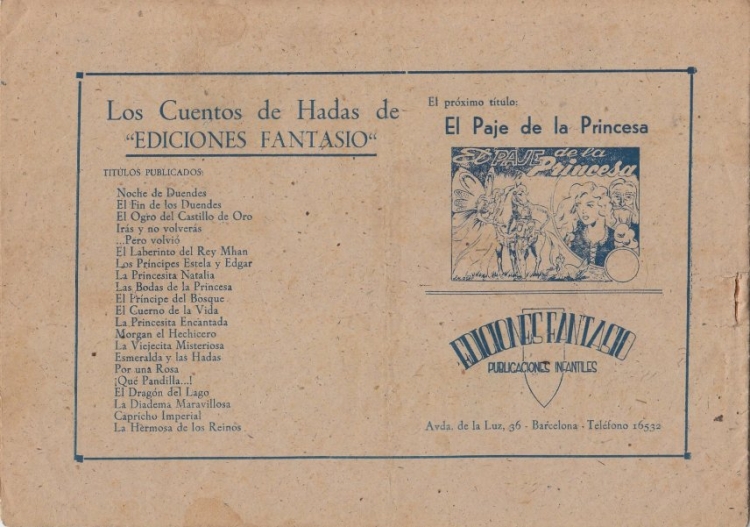 Los Cuentos de Hadas de
"EDICIONES FANTASIO"
TITULOS PUBLICADOS:
Noche de Duendes
El Fin de los Duendes
El Ogro del Castillo de Oro
Irás y no volverás
...Pero volvió
El Laberinto del Rey Mhan
Los Príncipes Estela y Edgar
La Princesita Natalia
Las Bodas de la Princesa
El Príncipe del Bosque
El Cuerno de la Vida
La Princesita Encantada
Morgan el Hechicero
La Viejecita Misteriosa
Esmeralda y las Hadas
Por una Rosa
¡Qué Pandilla...!
El Dragón del Lago
La Diadema Maravillosa
Capricho Imperial
La Hermosa de los Reinos
El próximo título:
El Paje de la Princesa
El PAJE de la
Princesa
EDICIONES FANTASIO
PUBLICACIONES INFANTILES
Avda. de la Luz, 36 - Barcelona - Teléfono 16532